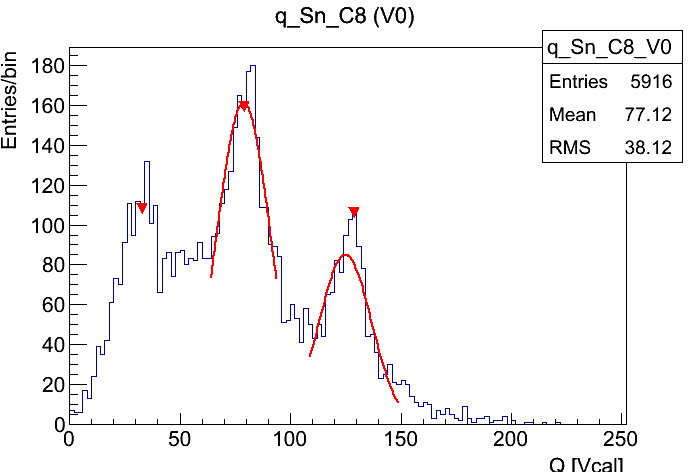 q_Sn_C8 (V0)
q_Sn_C8_V0
Entries 5916
Mean 77.12
RMS 38.12
Entries/bin
180
160
140
120
100
80
60
40
20
0
0 50 100 150 200 250
Q [Vcal]